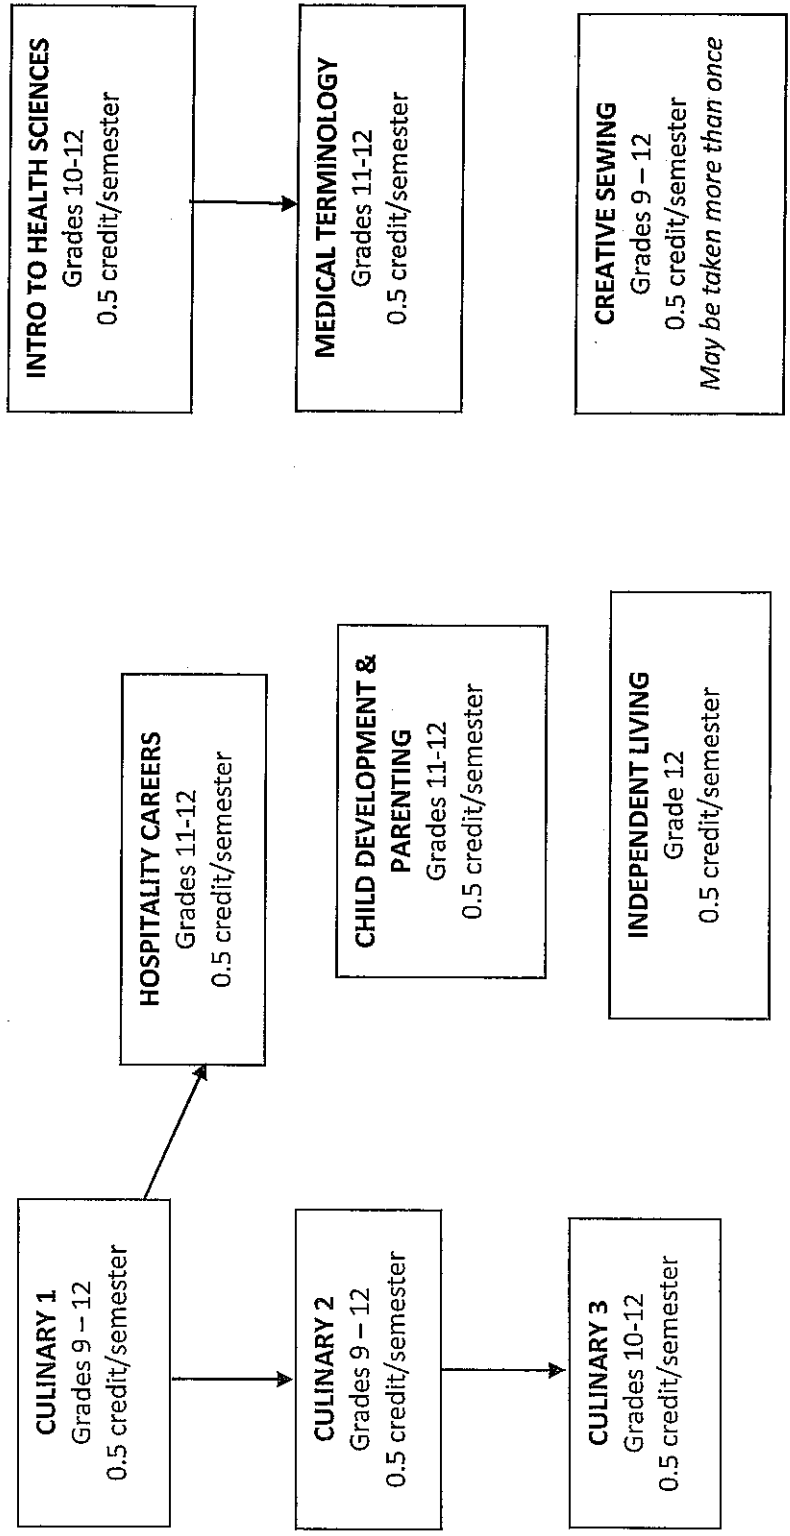 CULINARY 1
Grades 9 – 12
0.5 credit/semester
HOSPITALITY CAREERS
Grades 11-12
0.5 credit/semester
INTRO TO HEALTH SCIENCES
Grades 10-12
0.5 credit/semester
CULINARY 2
Grades 9 – 12
0.5 credit/semester
CHILD DEVELOPMENT &
PARENTING
Grades 11-12
0.5 credit/semester
MEDICAL TERMINOLOGY
Grades 11-12
0.5 credit/semester
CULINARY 3
Grades 10-12
0.5 credit/semester
INDEPENDENT LIVING
Grade 12
0.5 credit/semester
CREATIVE SEWING
Grades 9 – 12
0.5 credit/semester
May be taken more than once